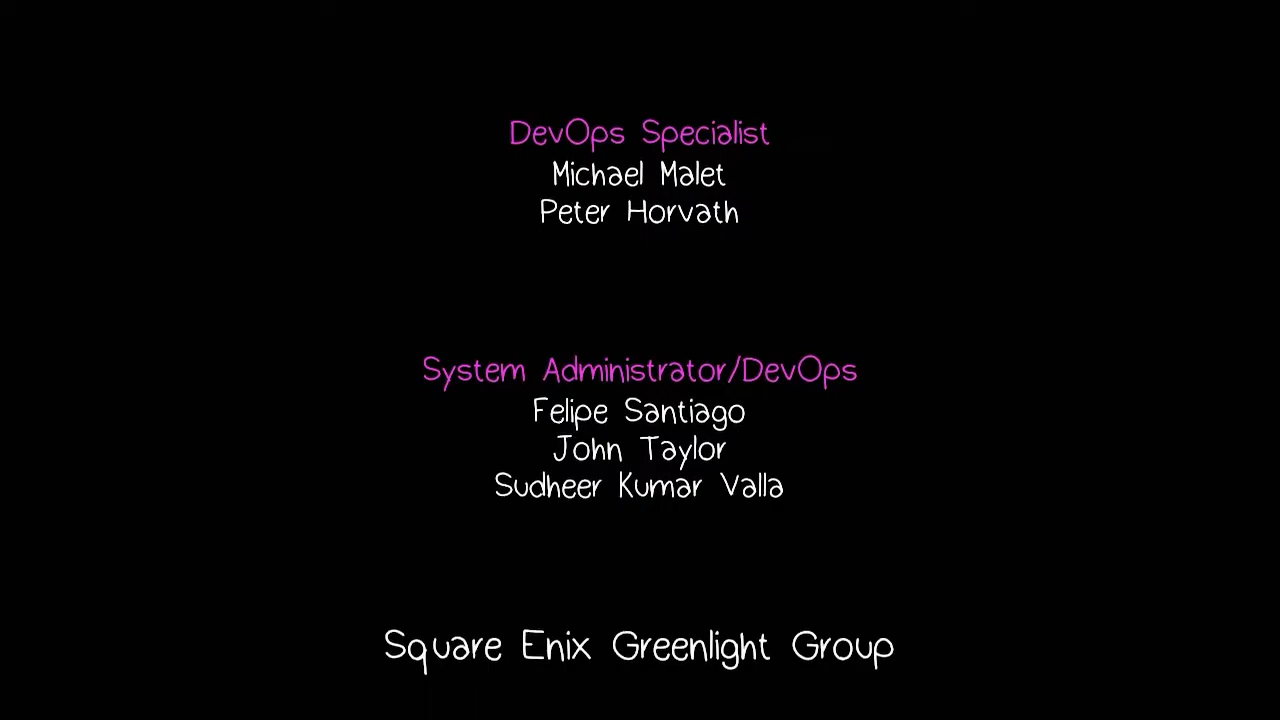 DevOps Specialist
Michael Malet
Peter Horvath
System Administrator/DevOps
Felipe Santiago
John Taylor
Sudheer Kumar Valla
Square Enix Greenlight Group